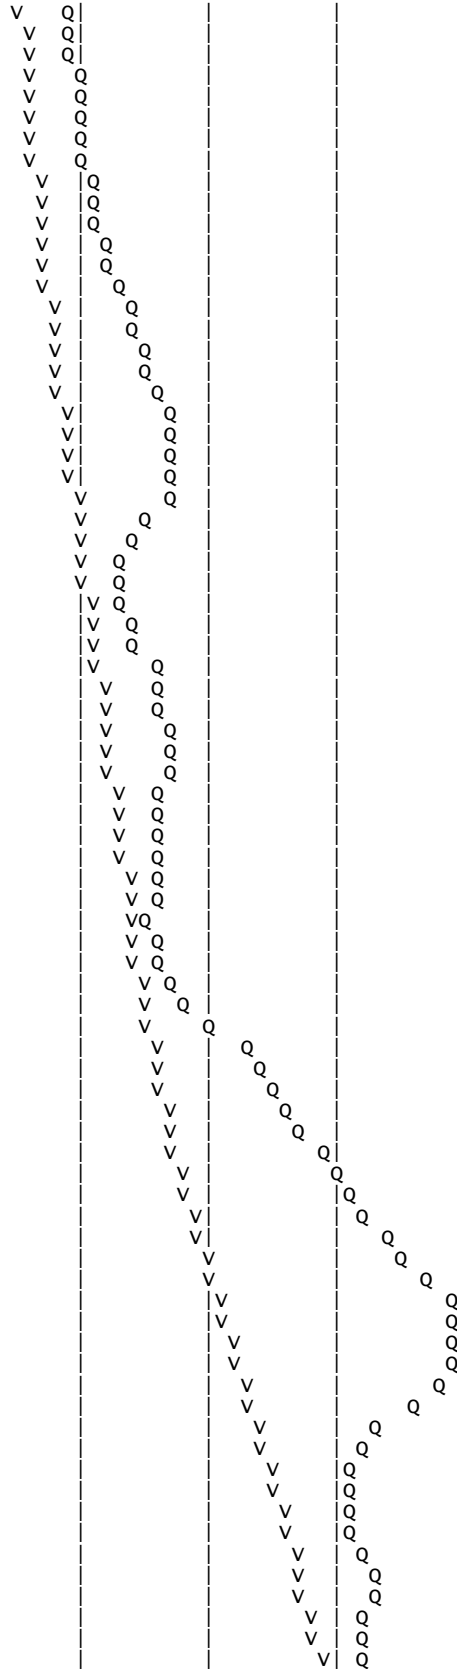 V   Q|         |         |
 V  Q|         |         |
 V  Q|         |         |
 V   Q         |         |
 V   Q         |         |
 V   Q         |         |
 V   Q         |         |
 V   Q         |         |
  V  |Q        |         |
  V  |Q        |         |
  V  |Q        |         |
  V  | Q       |         |
  V  | Q       |         |
  V  |  Q      |         |
   V |   Q     |         |
   V |   Q     |         |
   V |    Q    |         |
   V |    Q    |         |
   V |     Q   |         |
    V|      Q  |         |
    V|      Q  |         |
    V|      Q  |         |
    V|      Q  |         |
     V      Q  |         |
     V    Q    |         |
     V   Q     |         |
     V  Q      |         |
     V  Q      |         |
     |V Q      |         |
     |V  Q     |         |
     |V  Q     |         |
     |V    Q   |         |
     | V   Q   |         |
     | V   Q   |         |
     | V    Q  |         |
     | V    Q  |         |
     | V    Q  |         |
     |  V  Q   |         |
     |  V  Q   |         |
     |  V  Q   |         |
     |  V  Q   |         |
     |   V Q   |         |
     |   V Q   |         |
     |   VQ    |         |
     |   V Q   |         |
     |   V Q   |         |
     |    V Q  |         |
     |    V  Q |         |
     |    V    Q         |
     |     V   |  Q      |
     |     V   |   Q     |
     |     V   |    Q    |
     |      V  |     Q   |
     |      V  |      Q  |
     |      V  |        Q|
     |       V |         Q
     |       V |         |Q
     |        V|         | Q
     |        V|         |   Q
     |         V         |    Q
     |         V         |      Q
     |         |V        |        Q
     |         |V        |        Q
     |         | V       |        Q
     |         | V       |        Q
     |         |  V      |       Q
     |         |  V      |     Q
     |         |   V     |  Q
     |         |   V     | Q
     |         |    V    |Q
     |         |    V    |Q
     |         |     V   |Q
     |         |     V   |Q
     |         |      V  | Q
     |         |      V  |  Q
     |         |      V  |  Q
     |         |       V | Q
     |         |       V | Q
     |         |        V| Q